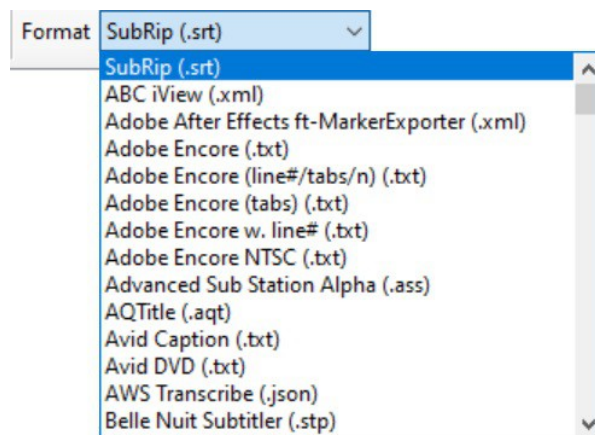 Format SubRip (.srt)
SubRip (.srt)
ABC iView (.xml)
Adobe After Effects ft-MarkerExporter (.xml)
Adobe Encore (.txt)
Adobe Encore (line#/tabs/n) (.txt)
Adobe Encore (tabs) (.txt)
Adobe Encore w. line# (.txt)
Adobe Encore NTSC (.txt)
Advanced Sub Station Alpha (.ass)
AQTitle (.aqt)
Avid Caption (.txt)
Avid DVD (.txt)
AWS Transcribe (.json)
Belle Nuit Subtitler (.stp)